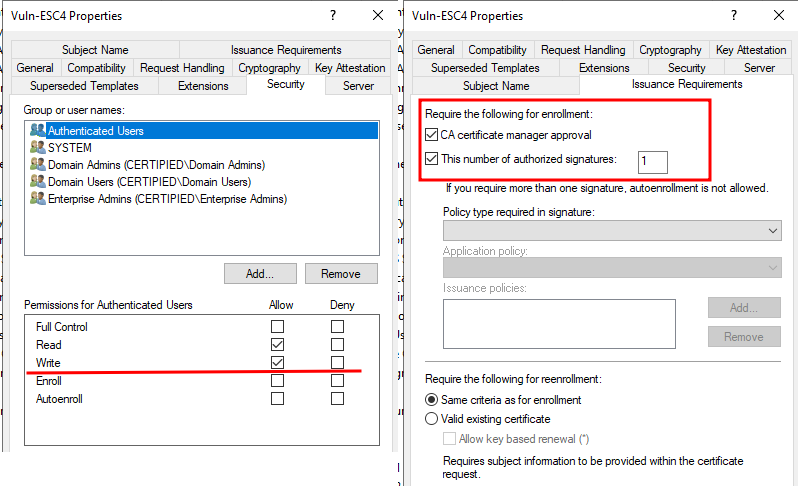 Vuln-ESC4 Properties
Subject Name
Issuance Requirements
General
Compatibility
Request Handling
Cryptography
Key Attestation
Superseded Templates
Extensions
Security
Server
Group or user names:
Authenticated Users
SYSTEM
Domain Admins (CERTIPIED\Domain Admins)
Domain Users (CERTIPIED\Domain Users)
Enterprise Admins (CERTIPIED\Enterprise Admins)
Add...
Remove
Permissions for Authenticated Users
Allow
Deny
Full Control
Read
Write
Enroll
Autoenroll
Vuln-ESC4 Properties
General
Compatibility
Request Handling
Cryptography
Key Attestation
Superseded Templates
Extensions
Security
Server
Subject Name
Issuance Requirements
Require the following for enrollment:
CA certificate manager approval
This number of authorized signatures:
1
If you require more than one signature, autoenrollment is not allowed.
Policy type required in signature:
Application policy:
Issuance policies:
Add...
Remove
Require the following for reenrollment:
Same criteria as for enrollment
Valid existing certificate
Allow key based renewal (*)
Requires subject information to be provided within the certificate
request.